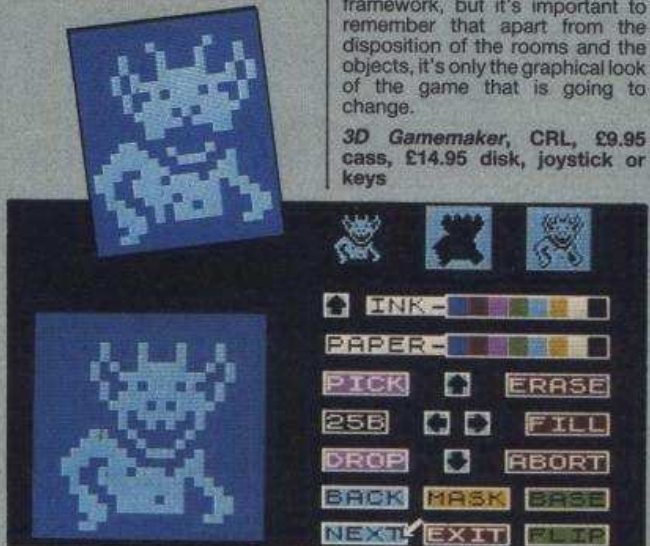 framework, but it's important to
remember that apart from the
disposition of the rooms and the
objects, it's only the graphical look
of the game that is going to
change.
3D Gamemaker, CRL, £9.95
cass, £14.95 disk, joystick or
keys
INK-
PAPER-
PICK ERASE
25B FILL
DROP ABORT
BACK MASK BASE
NEXT EXIT FLIP